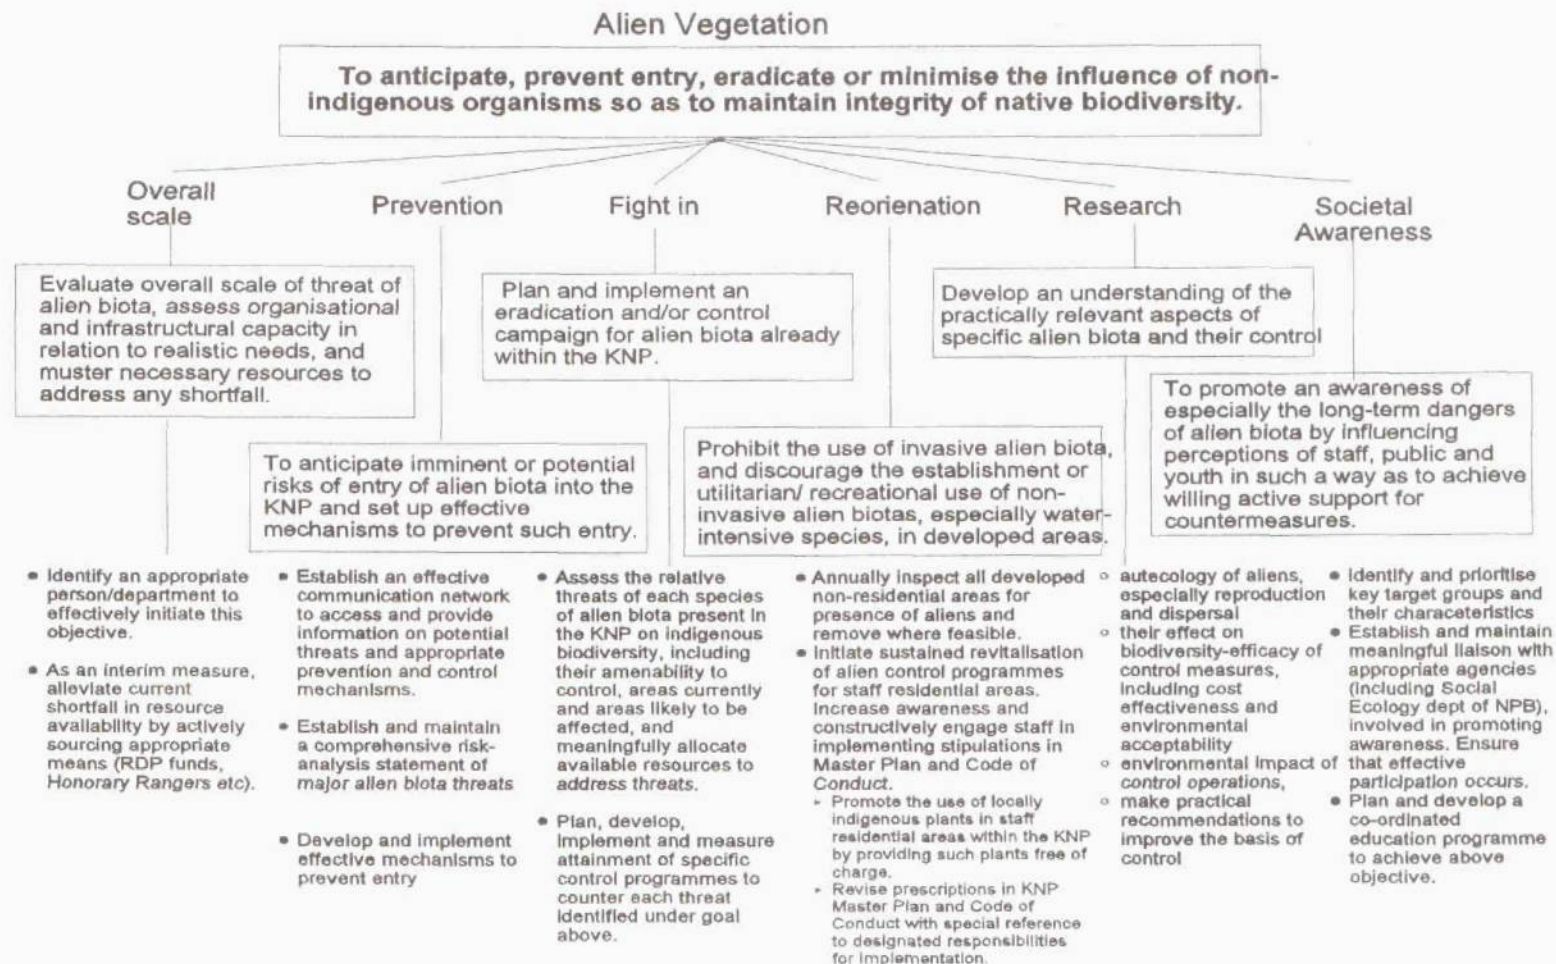 Alien Vegetation
To anticipate, prevent entry, eradicate or minimise the influence of non-
indigenous organisms so as to maintain integrity of native biodiversity.
Overall
scale
Prevention
Fight in
Reorienation
Research
Societal
Awareness
Evaluate overall scale of threat of
alien biota, assess organisational
and infrastructural capacity in
relation to realistic needs, and
muster necessary resources to
address any shortfall.
To anticipate imminent or potential
risks of entry of alien biota into the
KNP and set up effective
mechanisms to prevent such entry.
Plan and implement an
eradication and/or control
campaign for alien biota already
within the KNP.
Prohibit the use of invasive alien biota,
and discourage the establishment or
utilitarian/ recreational use of non-
invasive alien biotas, especially water-
intensive species, in developed areas.
Develop an understanding of the
practically relevant aspects of
specific alien biota and their control
To promote an awareness of
especially the long-term dangers
of alien biota by influencing
perceptions of staff, public and
youth in such a way as to achieve
willing active support for
countermeasures.
• Identify an appropriate
person/department to
effectively initiate this
objective.
• As an interim measure,
alleviate current
shortfall in resource
availability by actively
sourcing appropriate
means (RDP funds,
Honorary Rangers etc).
• Establish an effective
communication network
to access and provide
information on potential
threats and appropriate
prevention and control
mechanisms.
• Establish and maintain
a comprehensive risk-
analysis statement of
major alien biota threats
• Develop and implement
effective mechanisms to
prevent entry
• Assess the relative
threats of each species
of alien biota present in
the KNP on indigenous
biodiversity, including
their amenability to
control, areas currently
and areas likely to be
affected, and
meaningfully allocate
available resources to
address threats.
• Plan, develop,
implement and measure
attainment of specific
control programmes to
counter each threat
identified under goal
above.
• Annually inspect all developed
non-residential areas for
presence of aliens and
remove where feasible.
• Initiate sustained revitalisation
of alien control programmes
for staff residential areas.
Increase awareness and
constructively engage staff in
implementing stipulations in
Master Plan and Code of
Conduct.
▸ Promote the use of locally
indigenous plants in staff
residential areas within the KNP
by providing such plants free of
charge.
▸ Revise prescriptions in KNP
Master Plan and Code of
Conduct with special reference
to designated responsibilities
for implementation.
o autecology of aliens,
especially reproduction
and dispersal
o their effect on
biodiversity-efficacy of
control measures,
including cost
effectiveness and
environmental
acceptability
o environmental impact of
control operations,
o make practical
recommendations to
improve the basis of
control
• Identify and prioritise
key target groups and
their characeteristics
• Establish and maintain
meaningful liaison with
appropriate agencies
(including Social
Ecology dept of NPB),
involved in promoting
awareness. Ensure
that effective
participation occurs.
• Plan and develop a
co-ordinated
education programme
to achieve above
objective.